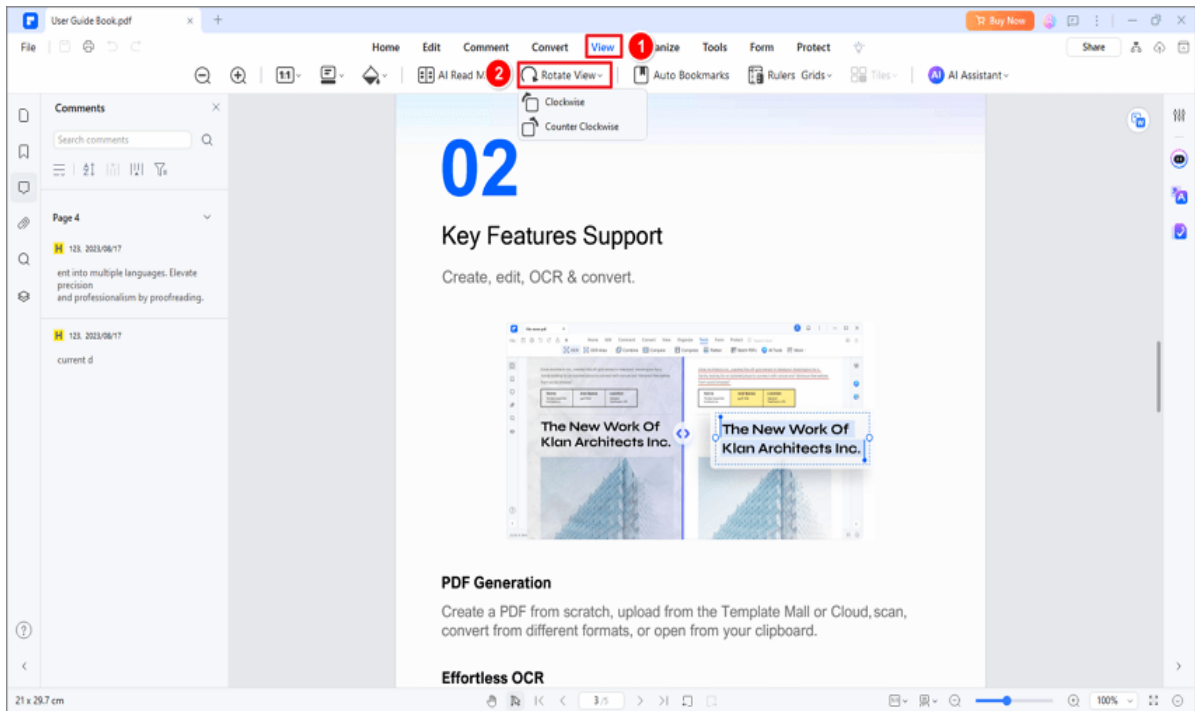 User Guide Book.pdf
Buy Now
File
Home Edit Comment Convert View 1 anize Tools Form Protect
Share
AI Read M 2 Rotate View Auto Bookmarks Rulers Grids Tiles AI AI Assistant
Clockwise
Counter Clockwise
Comments
Search comments
Page 4
H 123, 2023/08/17
ent into multiple languages. Elevate
precision
and professionalism by proofreading.
H 123, 2023/08/17
current d
02
Key Features Support
Create, edit, OCR & convert.
The New Work Of
Klan Architects Inc.
The New Work Of
Klan Architects Inc.
PDF Generation
Create a PDF from scratch, upload from the Template Mall or Cloud, scan,
convert from different formats, or open from your clipboard.
Effortless OCR
21 x 29.7 cm
3 /5
100%